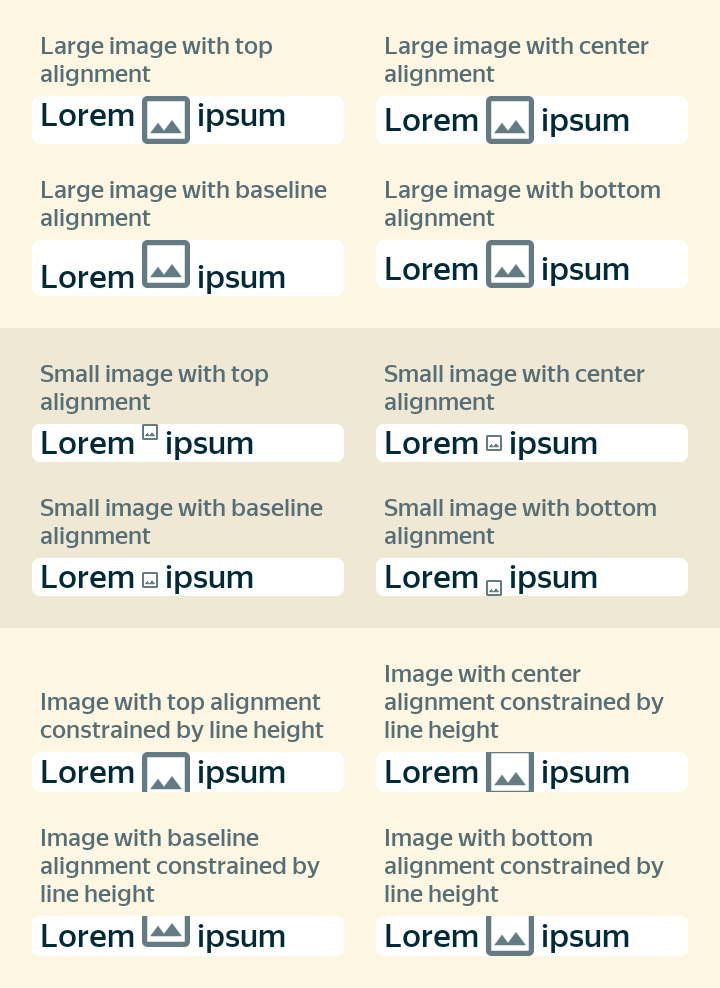 Large image with top
alignment
Lorem ipsum
Large image with center
alignment
Lorem ipsum
Large image with baseline
alignment
Lorem ipsum
Large image with bottom
alignment
Lorem ipsum
Small image with top
alignment
Lorem ipsum
Small image with center
alignment
Lorem ipsum
Small image with baseline
alignment
Lorem ipsum
Small image with bottom
alignment
Lorem ipsum
Image with top alignment
constrained by line height
Lorem ipsum
Image with center
alignment constrained by
line height
Lorem ipsum
Image with baseline
alignment constrained by
line height
Lorem ipsum
Image with bottom
alignment constrained by
line height
Lorem ipsum